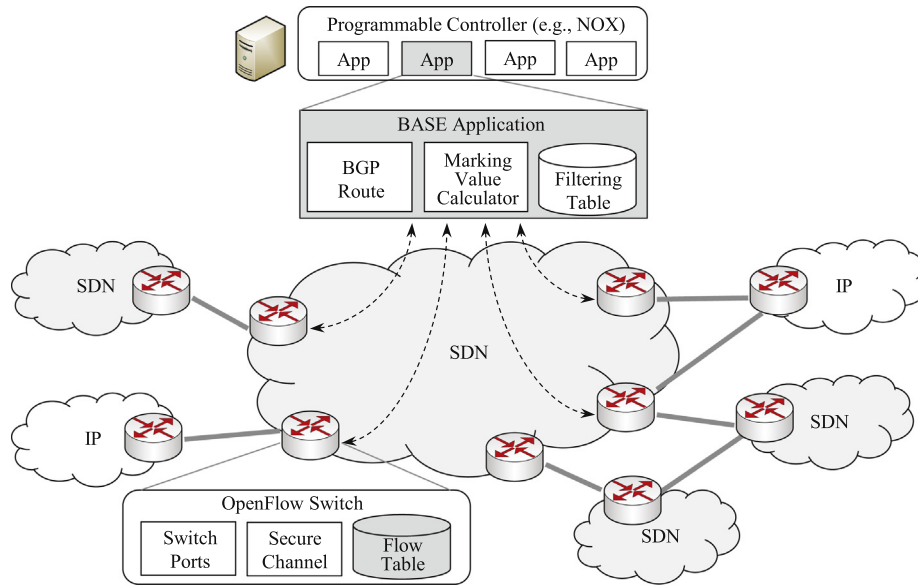 Programmable Controller (e.g., NOX)
App App App App
BASE Application
BGP
Route
Marking
Value
Calculator
Filtering
Table
SDN
IP
SDN
IP
SDN
SDN
OpenFlow Switch
Switch
Ports
Secure
Channel
Flow
Table